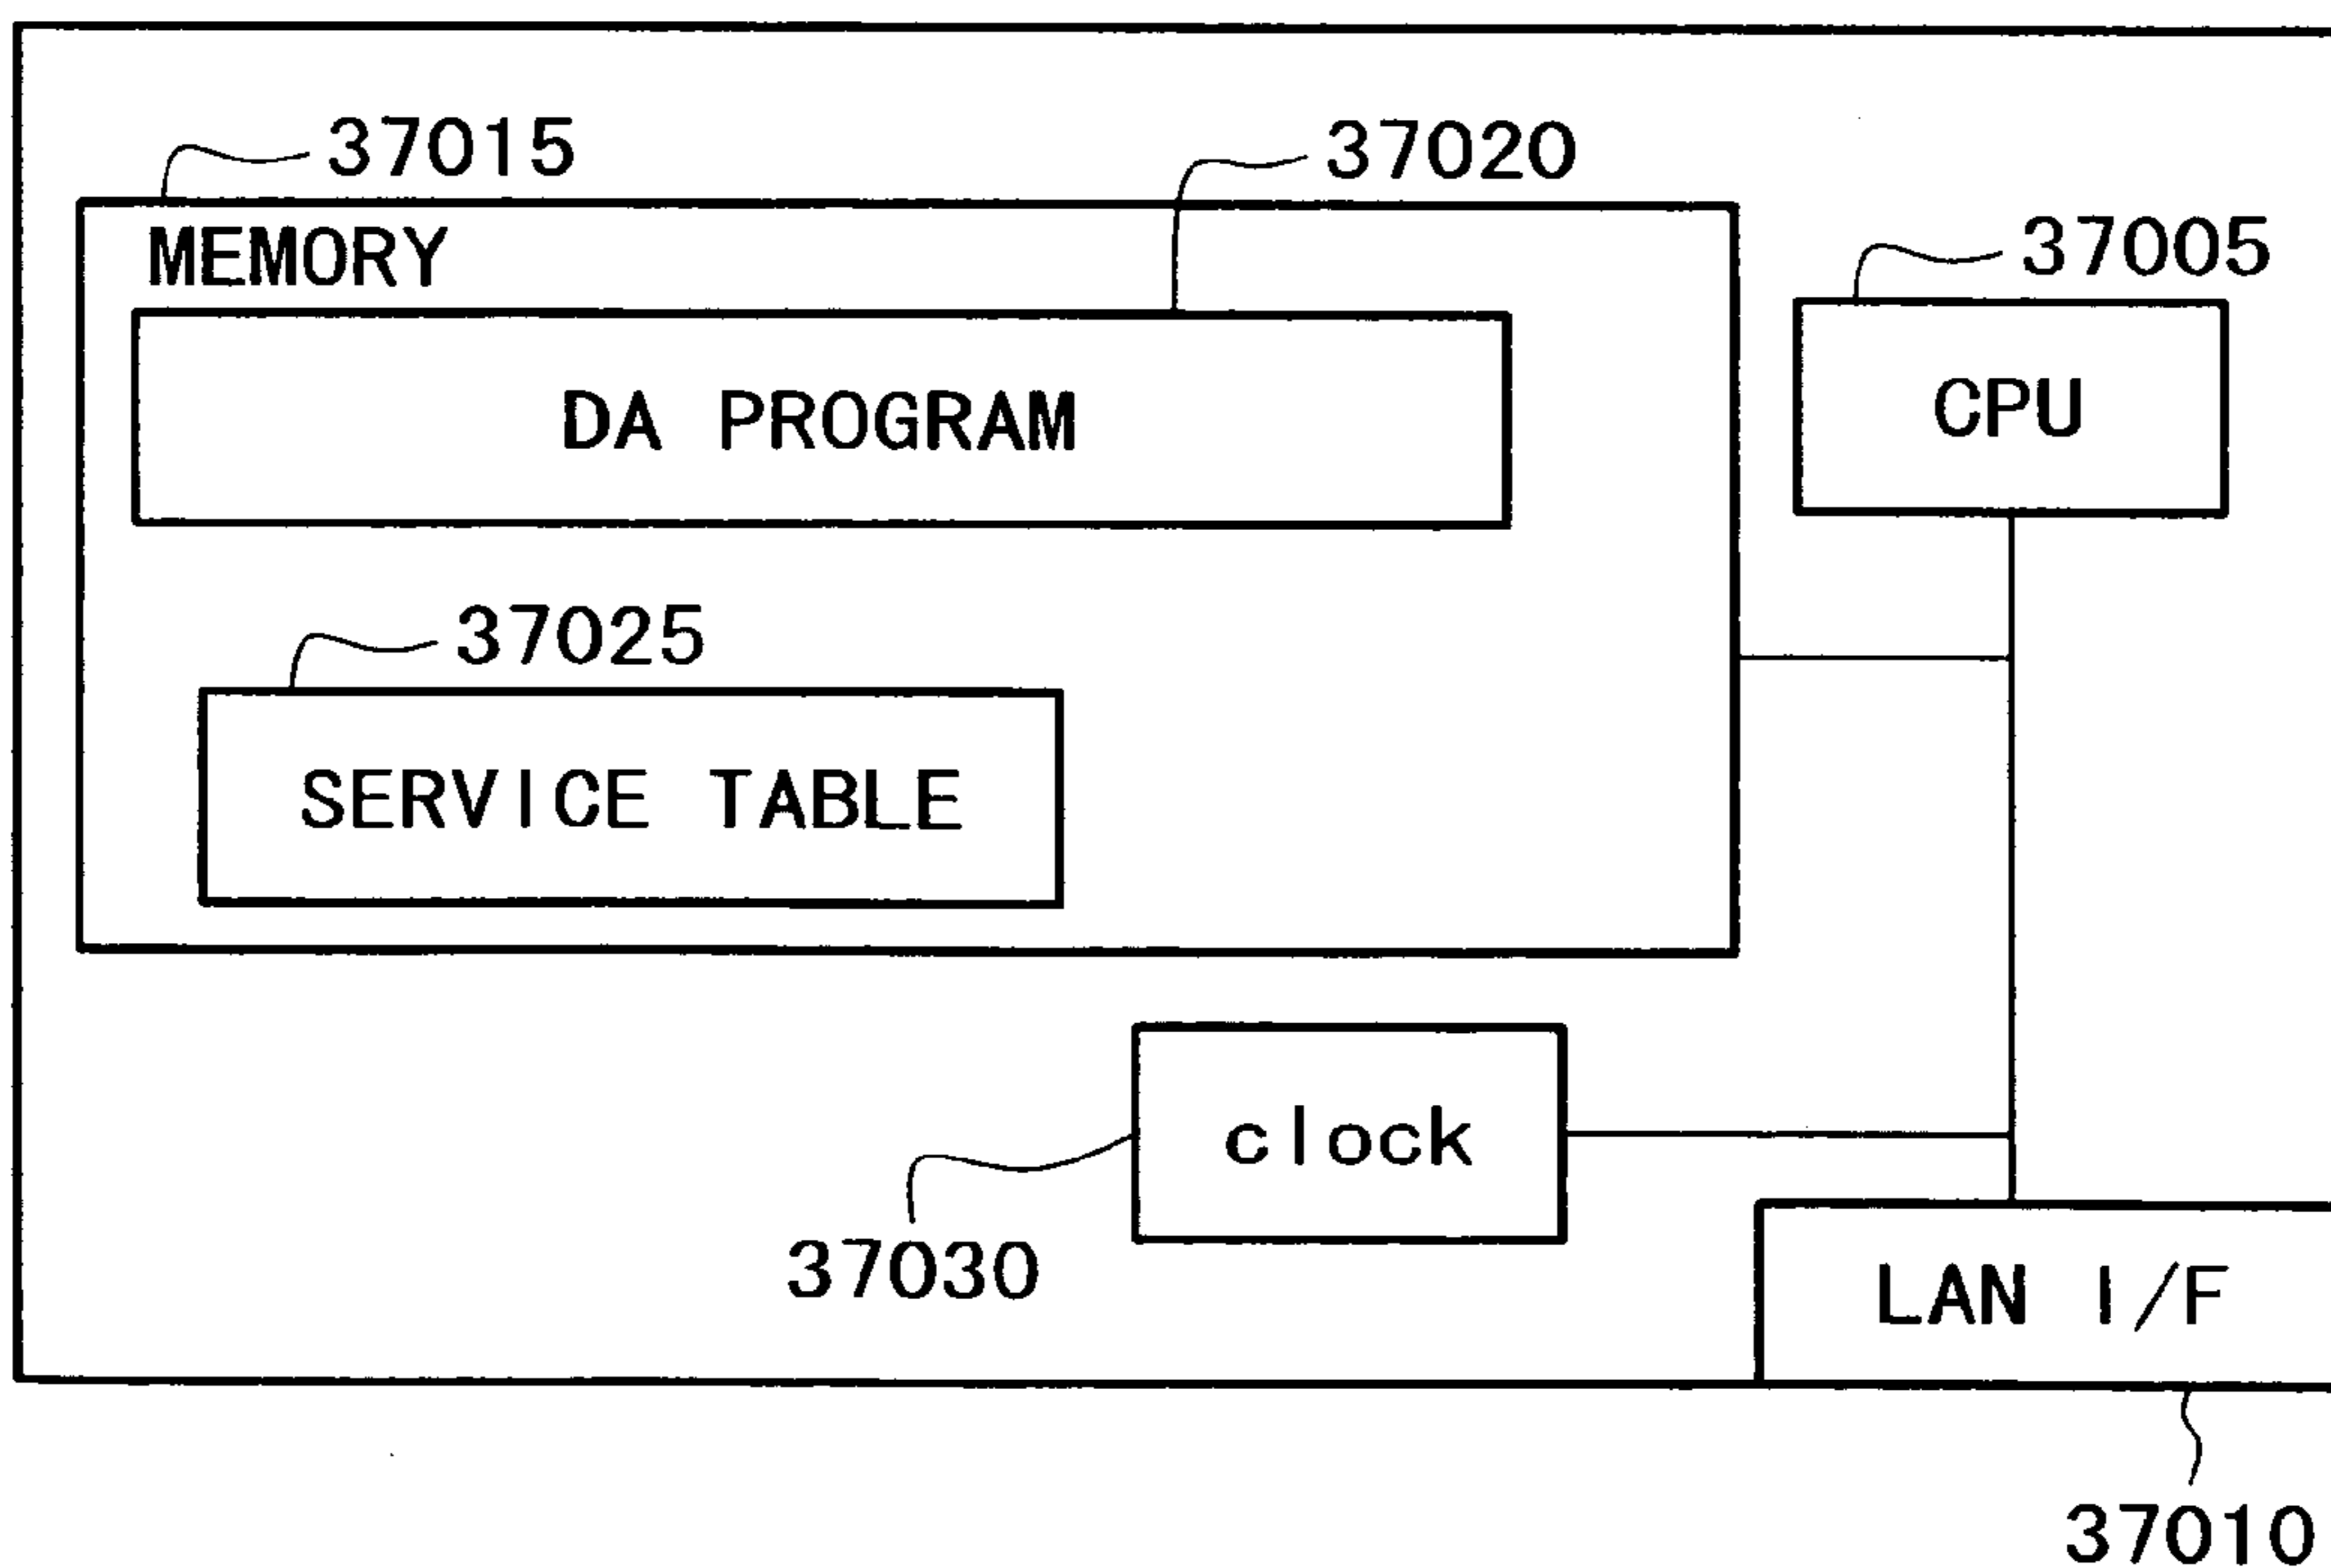 37015
37020
MEMORY
37005
DA PROGRAM
CPU
37025
SERVICE TABLE
clock
37030
LAN I/F
37010